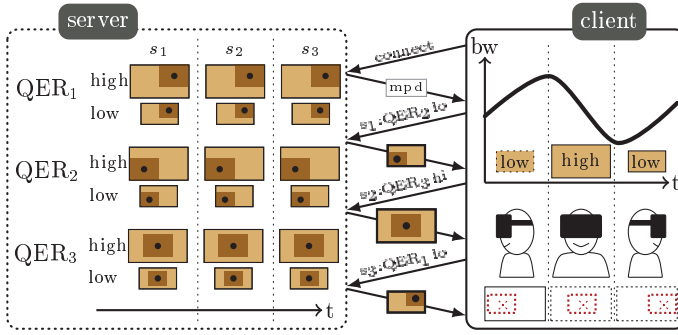 server
client
s1 s2 s3
QER1
high
low
QER2
high
low
QER3
high
low
t
connect
mpd
s1:QER2 lo
s2:QER3 hi
s3:QER1 lo
bw
low
high
low
t